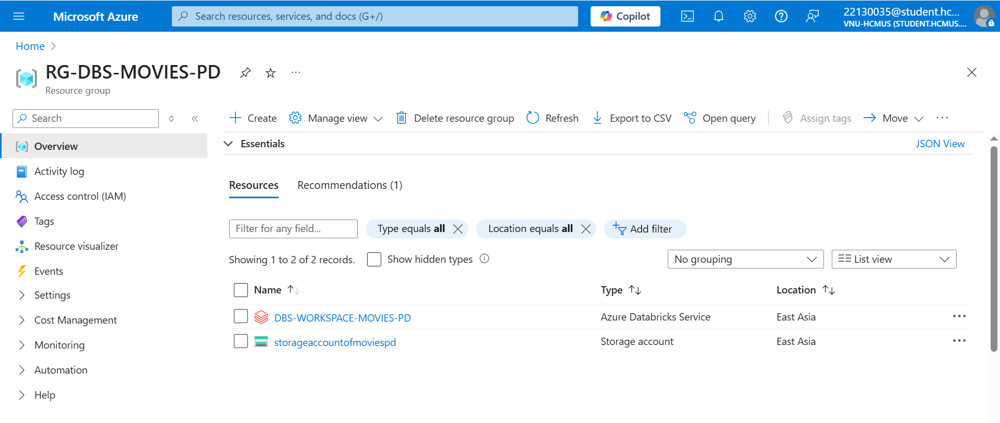 Microsoft Azure
Search resources, services, and docs (G+/)
Copilot
22130035@student.hc...
VNU-HCMUS (STUDENT.HCMUS....
Home
RG-DBS-MOVIES-PD
Resource group
Search
Create
Manage view
Delete resource group
Refresh
Export to CSV
Open query
Assign tags
Move
Overview
Activity log
Access control (IAM)
Tags
Resource visualizer
Events
Settings
Cost Management
Monitoring
Automation
Help
Essentials
JSON View
Resources
Recommendations (1)
Filter for any field...
Type equals all
Location equals all
Add filter
Showing 1 to 2 of 2 records.
Show hidden types
No grouping
List view
Name
Type
Location
DBS-WORKSPACE-MOVIES-PD
Azure Databricks Service
East Asia
storageaccountofmoviespd
Storage account
East Asia